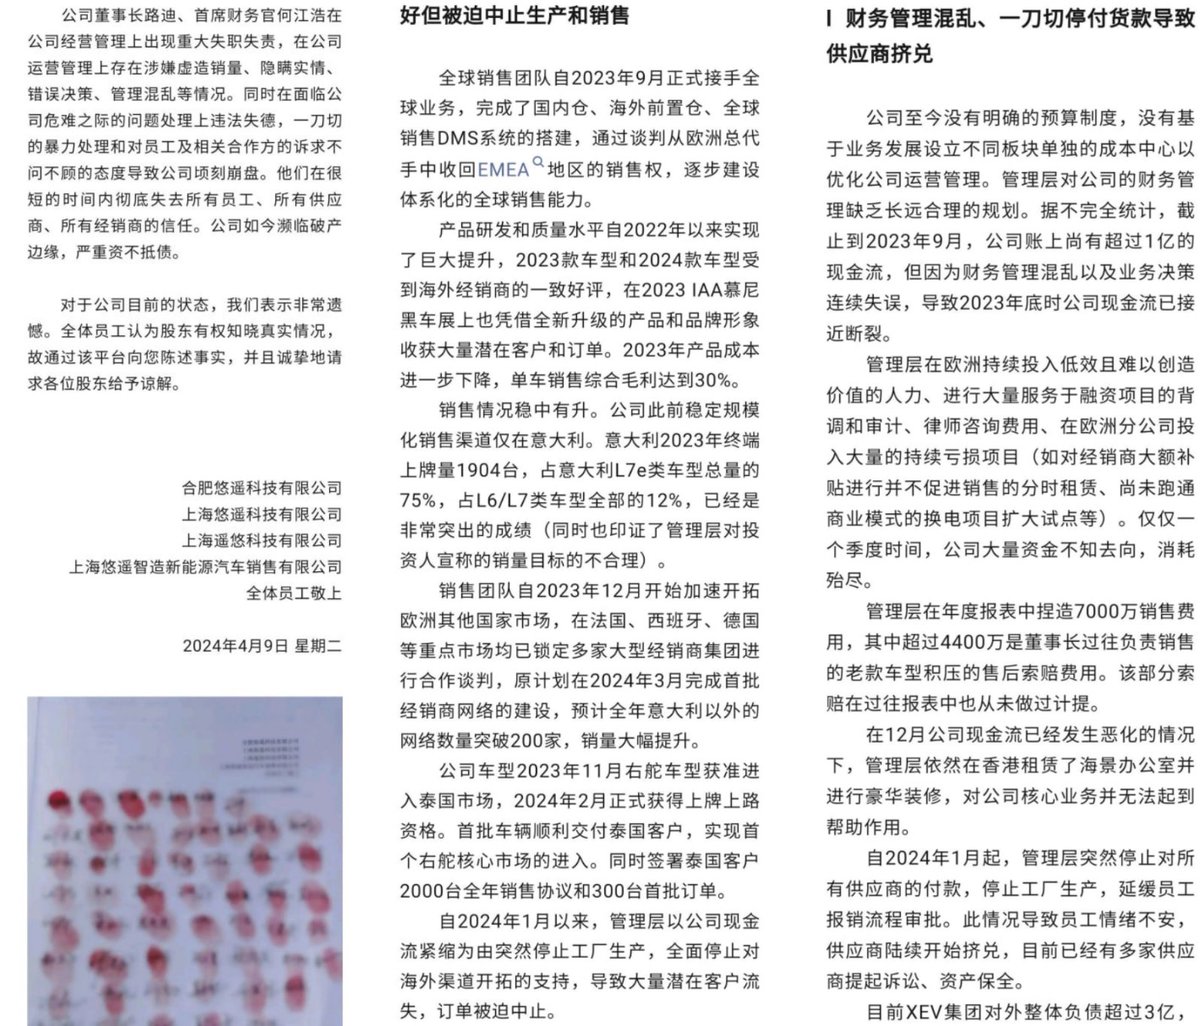 公司董事长路迪、首席财务官何江浩在
公司经营管理上出现重大失职失责，在公司
运营管理上存在涉嫌虚造销量、隐瞒实情、
错误决策、管理混乱等情况。同时在面临公
司危难之际的问题处理上违法失德，一刀切
的暴力处理和对员工及相关合作方的诉求不
问不顾的态度导致公司顷刻崩盘。他们在很
短的时间内彻底失去所有员工、所有供应
商、所有经销商的信任。公司如今濒临破产
边缘，严重资不抵债。
对于公司目前的状态，我们表示非常遗
憾。全体员工认为股东有权知晓真实情况，
故通过该平台向您陈述事实，并且诚挚地请
求各位股东给予谅解。
合肥悠遥科技有限公司
上海悠遥科技有限公司
上海遥悠科技有限公司
上海悠遥智造新能源汽车销售有限公司
全体员工敬上
2024年4月9日 星期二
好但被迫中止生产和销售
全球销售团队自2023年9月正式接手全
球业务，完成了国内仓、海外前置仓、全球
销售DMS系统的搭建，通过谈判从欧洲总代
手中收回EMEA地区的销售权，逐步建设
体系化的全球销售能力。
产品研发和质量水平自2022年以来实现
了巨大提升，2023款车型和2024款车型受
到海外经销商的一致好评，在2023 IAA慕尼
黑车展上也凭借全新升级的产品和品牌形象
收获大量潜在客户和订单。2023年产品成本
进一步下降，单车销售综合毛利达到30%。
销售情况稳中有升。公司此前稳定规模
化销售渠道仅在意大利。意大利2023年终端
上牌量1904台，占意大利L7e类车型总量的
75%，占L6/L7类车型全部的12%，已经是
非常突出的成绩（同时也印证了管理层对投
资人宣称的销量目标的不合理）。
销售团队自2023年12月开始加速开拓
欧洲其他国家市场，在法国、西班牙、德国
等重点市场均已锁定多家大型经销商集团进
行合作谈判，原计划在2024年3月完成首批
经销商网络的建设，预计全年意大利以外的
网络数量突破200家，销量大幅提升。
公司车型2023年11月右舵车型获准进
入泰国市场，2024年2月正式获得上牌上路
资格。首批车辆顺利交付泰国客户，实现首
个右舵核心市场的进入。同时签署泰国客户
2000台全年销售协议和300台首批订单。
自2024年1月以来，管理层以公司现金
流紧缩为由突然停止工厂生产，全面停止对
海外渠道开拓的支持，导致大量潜在客户流
失，订单被迫中止。
I 财务管理混乱、一刀切停付货款导致
供应商挤兑
公司至今没有明确的预算制度，没有基
于业务发展设立不同板块单独的成本中心以
优化公司运营管理。管理层对公司的财务管
理缺乏长远合理的规划。据不完全统计，截
止到2023年9月，公司账上尚有超过1亿的
现金流，但因为财务管理混乱以及业务决策
连续失误，导致2023年底时公司现金流已接
近断裂。
管理层在欧洲持续投入低效且难以创造
价值的人力、进行大量服务于融资项目的背
调和审计、律师咨询费用、在欧洲分公司投
入大量的持续亏损项目（如对经销商大额补
贴进行并不促进销售的分时租赁、尚未跑通
商业模式的换电项目扩大试点等）。仅仅一
个季度时间，公司大量资金不知去向，消耗
殆尽。
管理层在年度报表中捏造7000万销售费
用，其中超过4400万是董事长过往负责销售
的老款车型积压的售后索赔费用。该部分索
赔在过往报表中也从未做过计提。
在12月公司现金流已经发生恶化的情况
下，管理层依然在香港租赁了海景办公室并
进行豪华装修，对公司核心业务并无法起到
帮助作用。
自2024年1月起，管理层突然停止对所
有供应商的付款，停止工厂生产，延缓员工
报销流程审批。此情况导致员工情绪不安，
供应商陆续开始挤兑，目前已经有多家供应
商提起诉讼、资产保全。
目前XEV集团对外整体负债超过3亿，